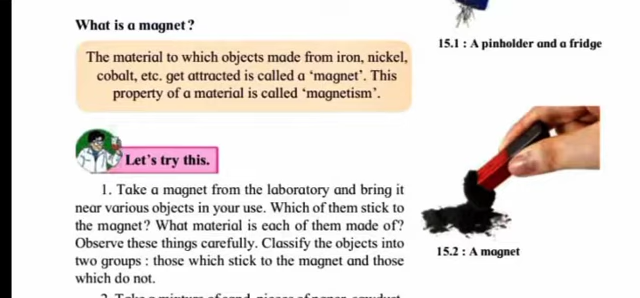 What is a magnet?
The material to which objects made from iron, nickel,
cobalt, etc. get attracted is called a ‘magnet’. This
property of a material is called ‘magnetism’.
15.1 : A pinholder and a fridge
Let’s try this.
1. Take a magnet from the laboratory and bring it
near various objects in your use. Which of them stick to
the magnet? What material is each of them made of?
Observe these things carefully. Classify the objects into
two groups : those which stick to the magnet and those
which do not.
15.2 : A magnet